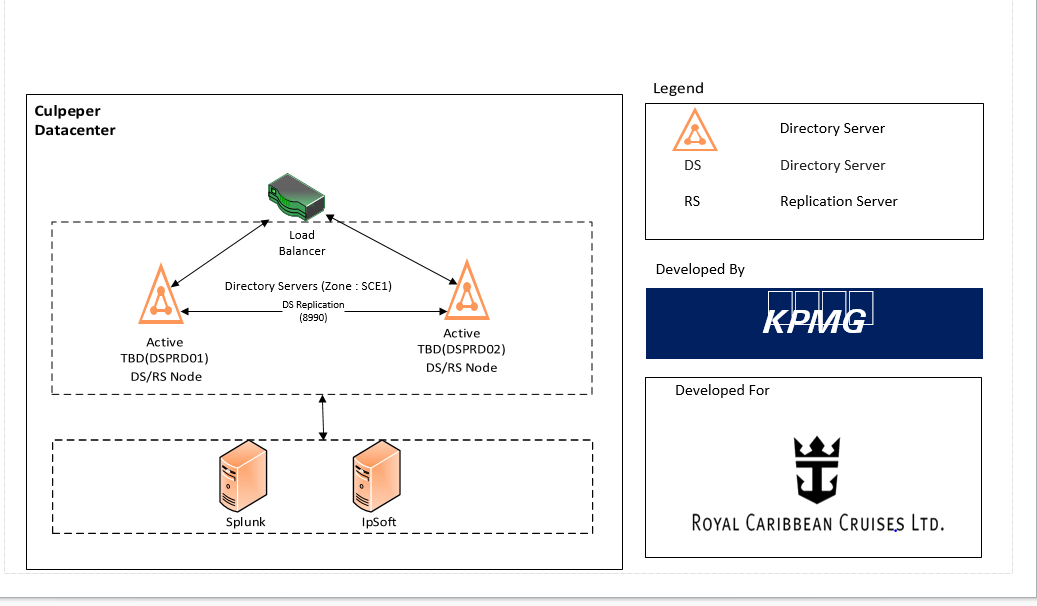 Culpeper
Datacenter
Load
Balancer
Directory Servers (Zone : SCE1)
DS Replication
(8990)
Active
TBD(DSPRD01)
DS/RS Node
Active
TBD(DSPRD02)
DS/RS Node
Splunk
IpSoft
Legend
Directory Server
DS Directory Server
RS Replication Server
Developed By
KPMG
Developed For
ROYAL CARIBBEAN CRUISES LTD.